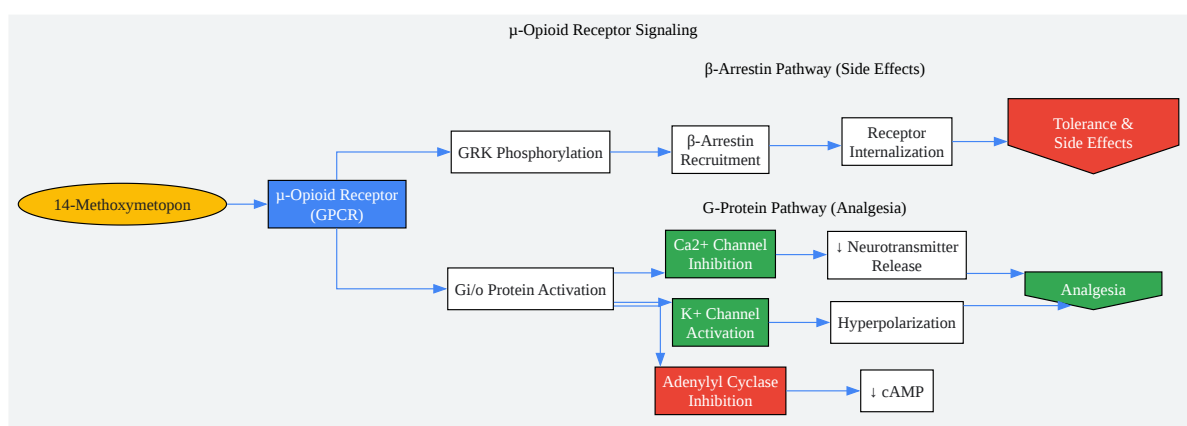 µ-Opioid Receptor Signaling
β-Arrestin Pathway (Side Effects)
14-Methoxymetopon
µ-Opioid Receptor
(GPCR)
GRK Phosphorylation
β-Arrestin
Recruitment
Receptor
Internalization
Tolerance &
Side Effects
G-Protein Pathway (Analgesia)
Gi/o Protein Activation
Ca2+ Channel
Inhibition
↓ Neurotransmitter
Release
K+ Channel
Activation
Hyperpolarization
Analgesia
Adenylyl Cyclase
Inhibition
↓ cAMP